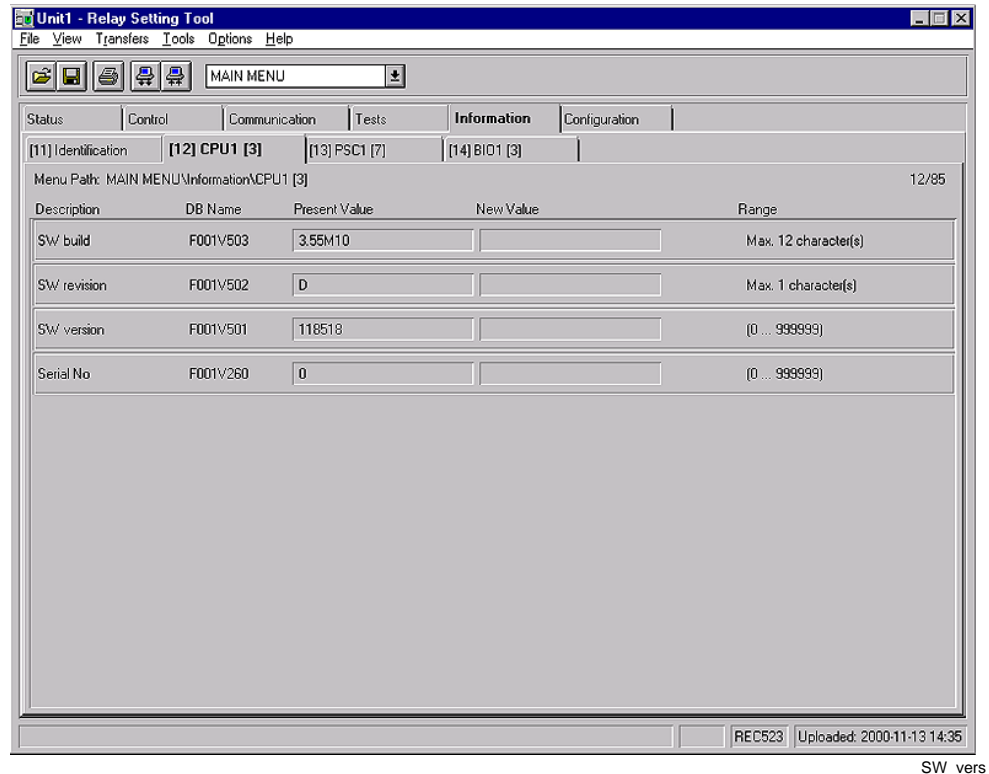 Unit1 - Relay Setting Tool
File View Transfers Tools Options Help
MAIN MENU
Status Control Communication Tests Information Configuration
[11] Identification [12] CPU1 [3] [13] PSC1 [7] [14] BIO1 [3]
Menu Path: MAIN MENU\Information\CPU1 [3] 12/85
Description DB Name Present Value New Value Range
SW build F001V503 3.55M10 Max. 12 character(s)
SW revision F001V502 D Max. 1 character(s)
SW version F001V501 118518 (0 ... 999999)
Serial No F001V260 0 (0 ... 999999)
REC523 Uploaded: 2000-11-13 14:35
SW_vers